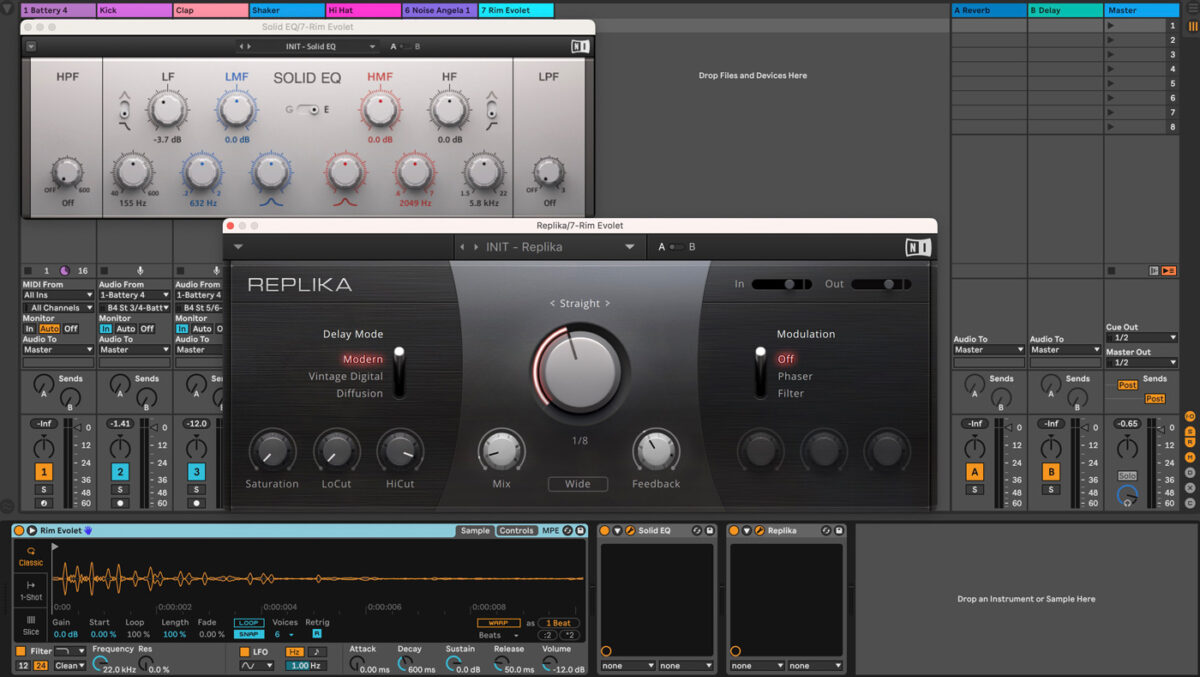 1 Battery 4 Kick Clap Shaker Hi Hat 6 Noise Angela 1 7 Rim Evolet A Reverb B Delay Master
Solid EQ/7-Rim Evolet
INIT - Solid EQ A B NI
HPF LF LMF SOLID EQ HMF HF LPF
G E
-3.7 dB 0.0 dB 0.0 dB 0.0 dB
OFF 600 40 600 .2 2 .4 7 1.5 22 OFF 3
Off 155 Hz 632 Hz 2049 Hz 5.8 kHz Off
Drop Files and Devices Here
1
2
3
4
5
6
7
8
Replika/7-Rim Evolet
INIT - Replika A B NI
REPLIKA
In Out
< Straight >
Delay Mode
Modern
Vintage Digital
Diffusion
Modulation
Off
Phaser
Filter
1/8
Saturation LoCut HiCut Mix Wide Feedback
1 16
MIDI From Audio From Audio From
All Ins 1-Battery 4 1-Battery 4
All Channels B4 St 3/4-Batt B4 St 5/6-
Monitor Monitor Monitor
In Auto Off In Auto Off In Auto O
Audio To Audio To Audio To
Master Master Master
Sends Sends Se
A B A B A B
-Inf -1.41 -12.0
0 0 0
12 12 12
24 24 24
36 36 36
48 48 48
60 60 60
1 2 3
S S S
Cue Out
1/2
Audio To Audio To Master Out
Master Master 1/2
Sends Sends Sends
A B A B Post Post
-Inf -Inf -0.65
0 0 0
12 12 12
24 24 24
36 36 36
48 48 48
60 60 60
A B Solo
S S
Rim Evolet Sample Controls MPE
Classic
1-Shot
Slice
0:00 0:00:002 0:00:004 0:00:006 0:00:008
Gain Start Loop Length Fade LOOP Voices Retrig WARP as 1 Beat
0.0 dB 0.00 % 100 % 100 % 0.00 % SNAP 6 R Beats :2 *2
Filter Frequency Res LFO Hz Attack Decay Sustain Release Volume
12 24 Clean 22.0 kHz 0.0 % 1.00 Hz 0.00 ms 600 ms 0.0 dB 50.0 ms -12.0 dB
Solid EQ
none none
Replika
none none
Drop an Instrument or Sample Here